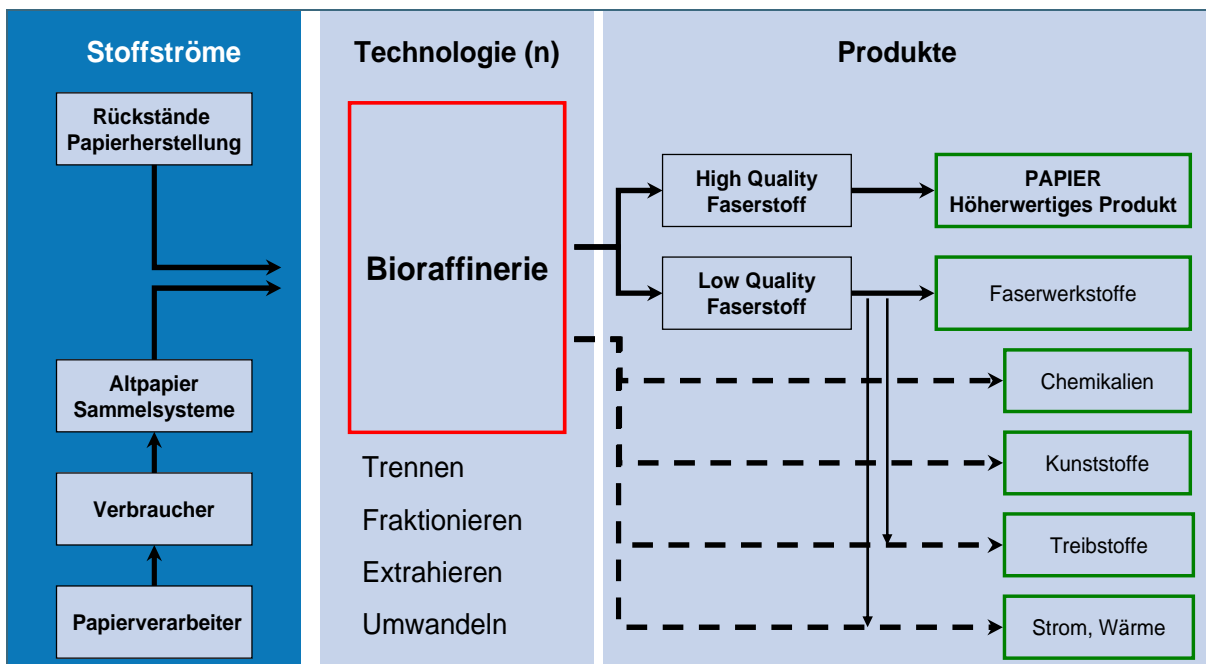 Stoffströme
Rückstände
Papierherstellung
Altpapier
Sammelsysteme
Verbraucher
Papierverarbeiter
Technologie (n)
Bioraffinerie
Trennen
Fraktionieren
Extrahieren
Umwandeln
Produkte
High Quality
Faserstoff
PAPIER
Höherwertiges Produkt
Low Quality
Faserstoff
Faserwerkstoffe
Chemikalien
Kunststoffe
Treibstoffe
Strom, Wärme